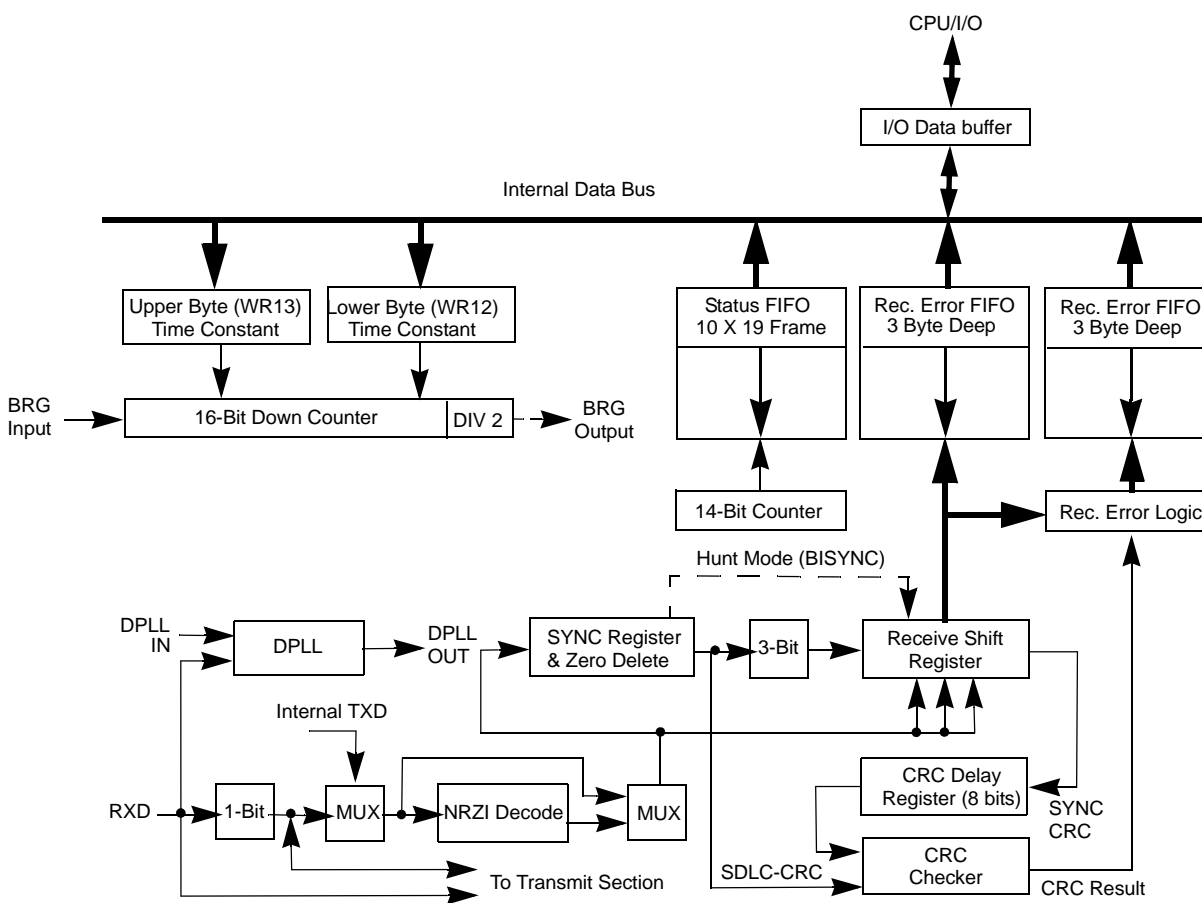 CPU/I/O
I/O Data buffer
Internal Data Bus
Upper Byte (WR13)
Time Constant
Lower Byte (WR12)
Time Constant
Status FIFO
10 X 19 Frame
Rec. Error FIFO
3 Byte Deep
Rec. Error FIFO
3 Byte Deep
BRG
Input
16-Bit Down Counter
DIV 2
BRG
Output
14-Bit Counter
Rec. Error Logic
Hunt Mode (BISYNC)
DPLL
IN
DPLL
DPLL
OUT
SYNC Register
& Zero Delete
3-Bit
Receive Shift
Register
Internal TXD
RXD
1-Bit
MUX
NRZI Decode
MUX
CRC Delay
Register (8 bits)
SYNC
CRC
To Transmit Section
SDLC-CRC
CRC
Checker
CRC Result